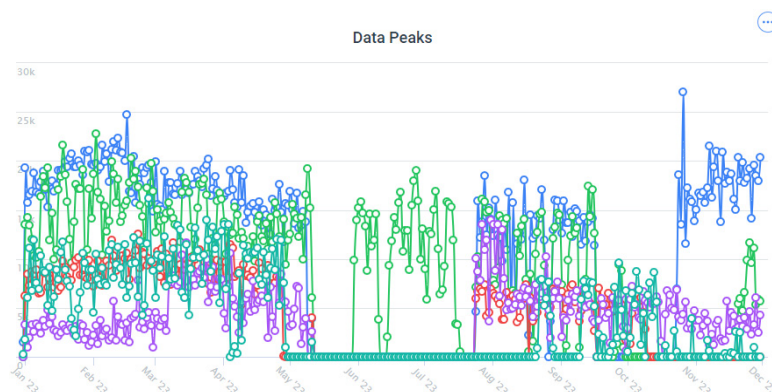 Data Peaks
30k
25k
Jan '23
Feb '23
Mar '23
Apr '23
May '23
Jun '23
Jul '23
Aug '23
Sep '23
Oct '23
Nov '23
Dec '23